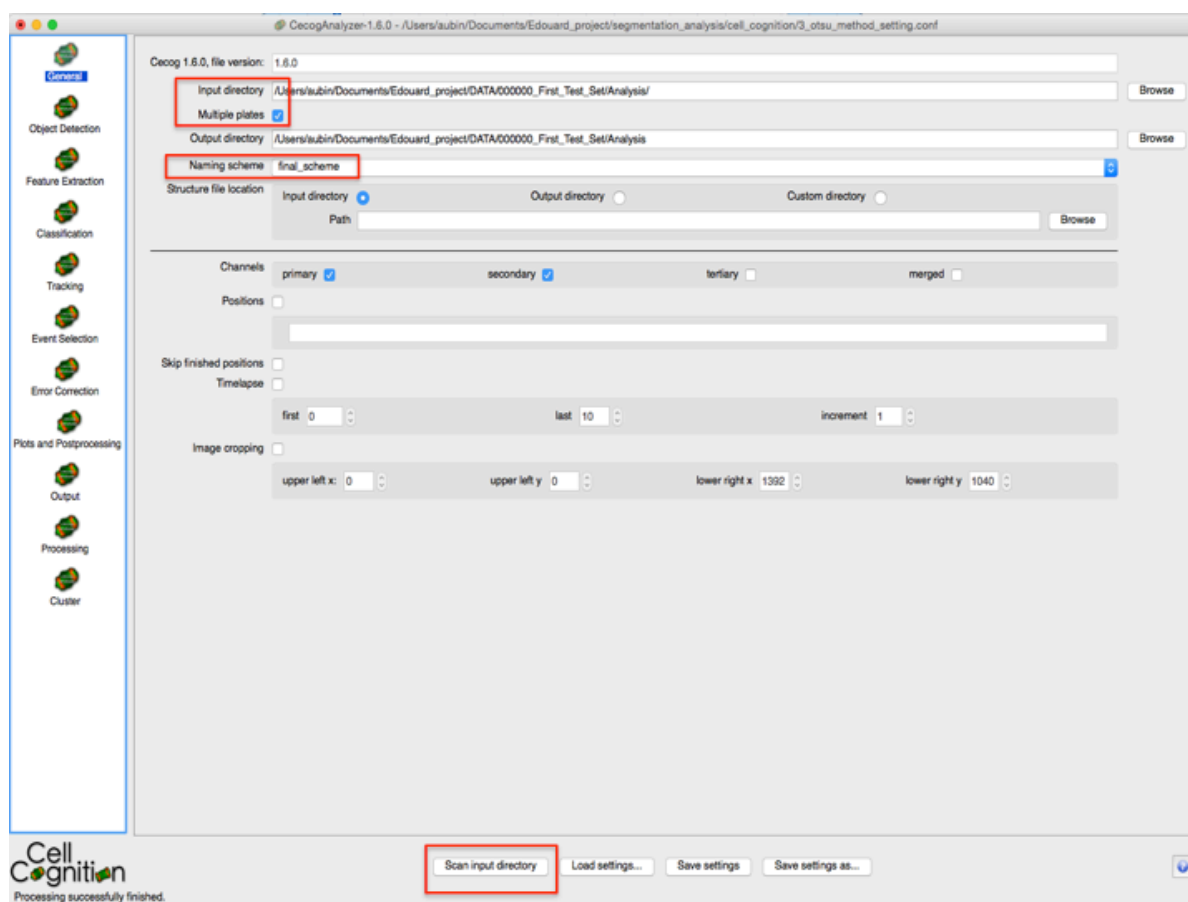 CecogAnalyzer-1.6.0 - /Users/aubin/Documents/Edouard_project/segmentation_analysis/cell_cognition/3_otsu_method_setting.conf
General
Object Detection
Feature Extraction
Classification
Tracking
Event Selection
Error Correction
Plots and Postprocessing
Output
Processing
Cluster
Cecog 1.6.0, file version: 1.6.0
Input directory /Users/aubin/Documents/Edouard_project/DATA/000000_First_Test_Set/Analysis/ Browse
Multiple plates
Output directory /Users/aubin/Documents/Edouard_project/DATA/000000_First_Test_Set/Analysis Browse
Naming scheme final_scheme
Structure file location Input directory Output directory Custom directory
Path Browse
Channels primary secondary tertiary merged
Positions
Skip finished positions
Timelapse
first 0 last 10 increment 1
Image cropping
upper left x: 0 upper left y 0 lower right x 1392 lower right y 1040
Cell
Cognition
Scan input directory Load settings... Save settings Save settings as...
Processing successfully finished.